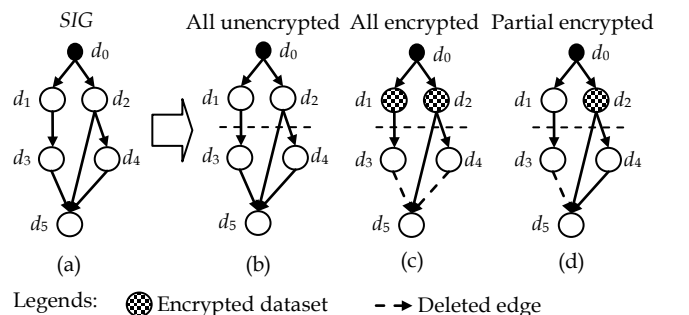 SIG All unencrypted All encrypted Partial encrypted
d0 d0 d0 d0
d1 d2 d1 d2 d1 d2 d1 d2
d3 d4 d3 d4 d3 d4 d3 d4
d5 d5 d5 d5
(a) (b) (c) (d)
Legends: Encrypted dataset Deleted edge